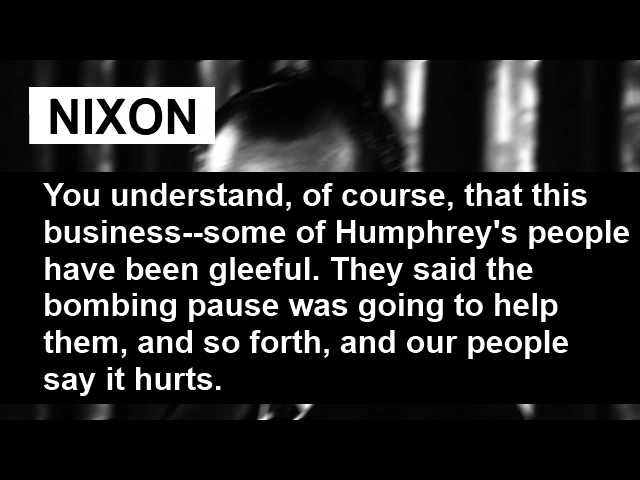 NIXON
You understand, of course, that this
business--some of Humphrey's people
have been gleeful. They said the
bombing pause was going to help
them, and so forth, and our people
say it hurts.